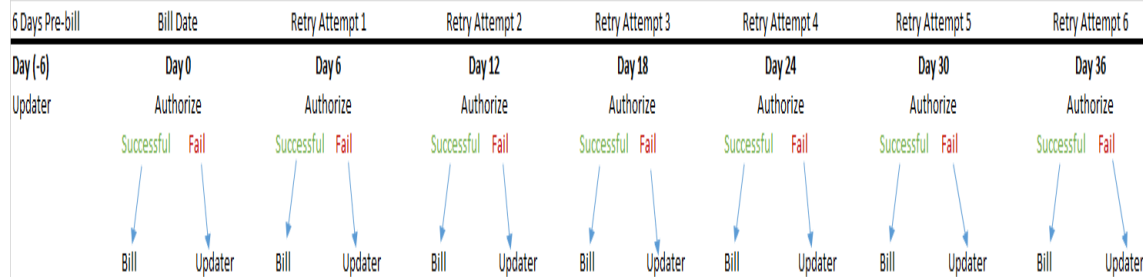 6 Days Pre-bill Bill Date Retry Attempt 1 Retry Attempt 2 Retry Attempt 3 Retry Attempt 4 Retry Attempt 5 Retry Attempt 6
Day (-6) Day 0 Day 6 Day 12 Day 18 Day 24 Day 30 Day 36
Updater Authorize Authorize Authorize Authorize Authorize Authorize Authorize
Successful Fail Successful Fail Successful Fail Successful Fail Successful Fail Successful Fail Successful Fail
Bill Updater Bill Updater Bill Updater Bill Updater Bill Updater Bill Updater Bill Updater